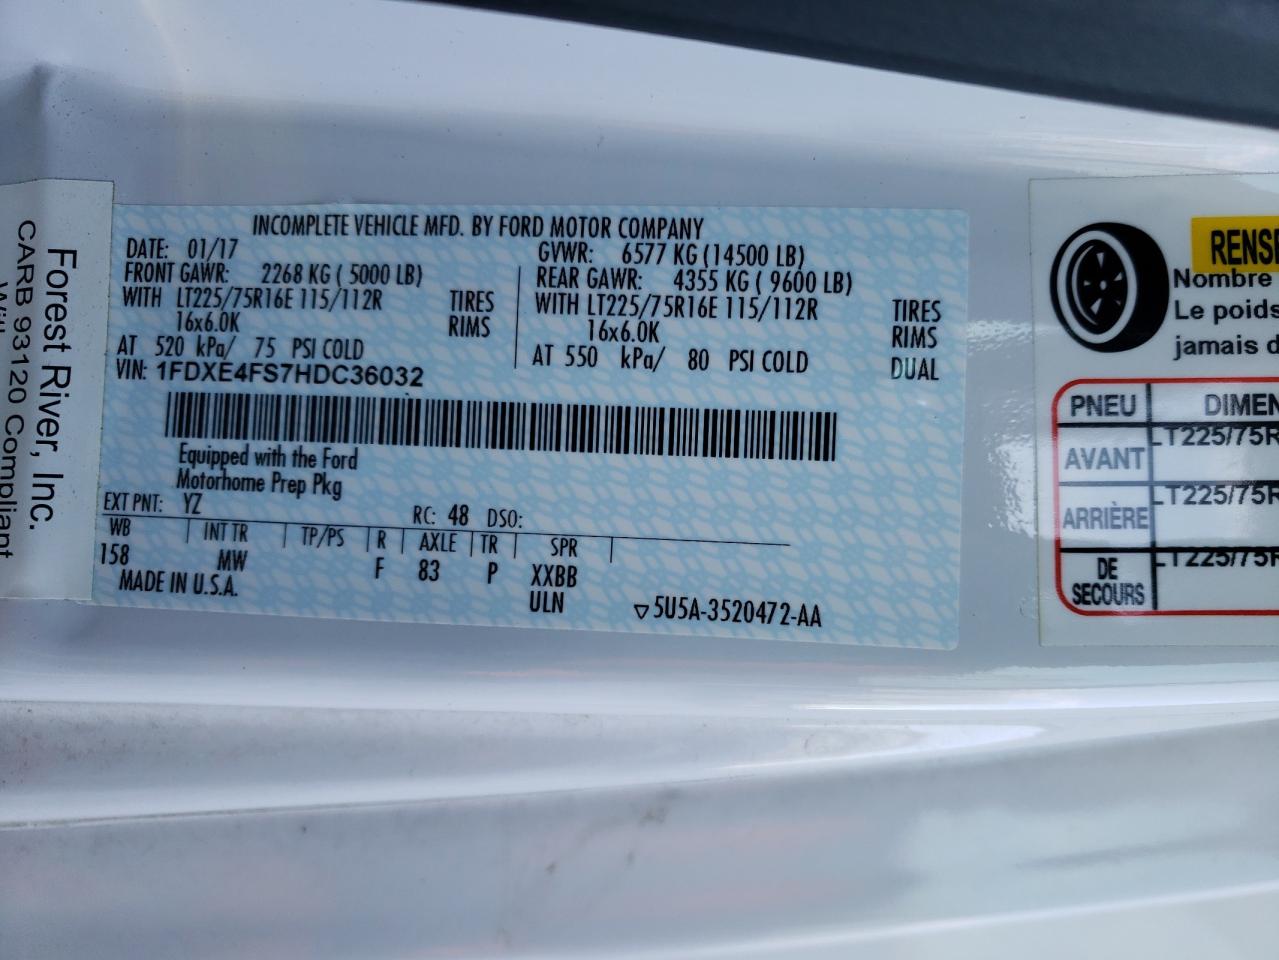 Forest River, Inc.
CARB 93120 Compliant
INCOMPLETE VEHICLE MFD. BY FORD MOTOR COMPANY
DATE: 01/17
GVWR: 6577 KG (14500 LB)
FRONT GAWR: 2268 KG ( 5000 LB)
REAR GAWR: 4355 KG ( 9600 LB)
WITH LT225/75R16E 115/112R TIRES
WITH LT225/75R16E 115/112R TIRES
16x6.0K RIMS
16x6.0K RIMS
AT 520 kPa/ 75 PSI COLD
AT 550 kPa/ 80 PSI COLD DUAL
VIN: 1FDXE4FS7HDC36032
Equipped with the Ford
Motorhome Prep Pkg
EXT PNT: YZ RC: 48 DSO:
WB INT TR TP/PS R AXLE TR SPR
158 MW F 83 P XXBB
MADE IN U.S.A. ULN ▽5U5A-3520472-AA
Nombre
Le poids
jamais
PNEU
AVANT LT225/75R
ARRIÈRE LT225/75R
DE
SECOURS LT225/75R